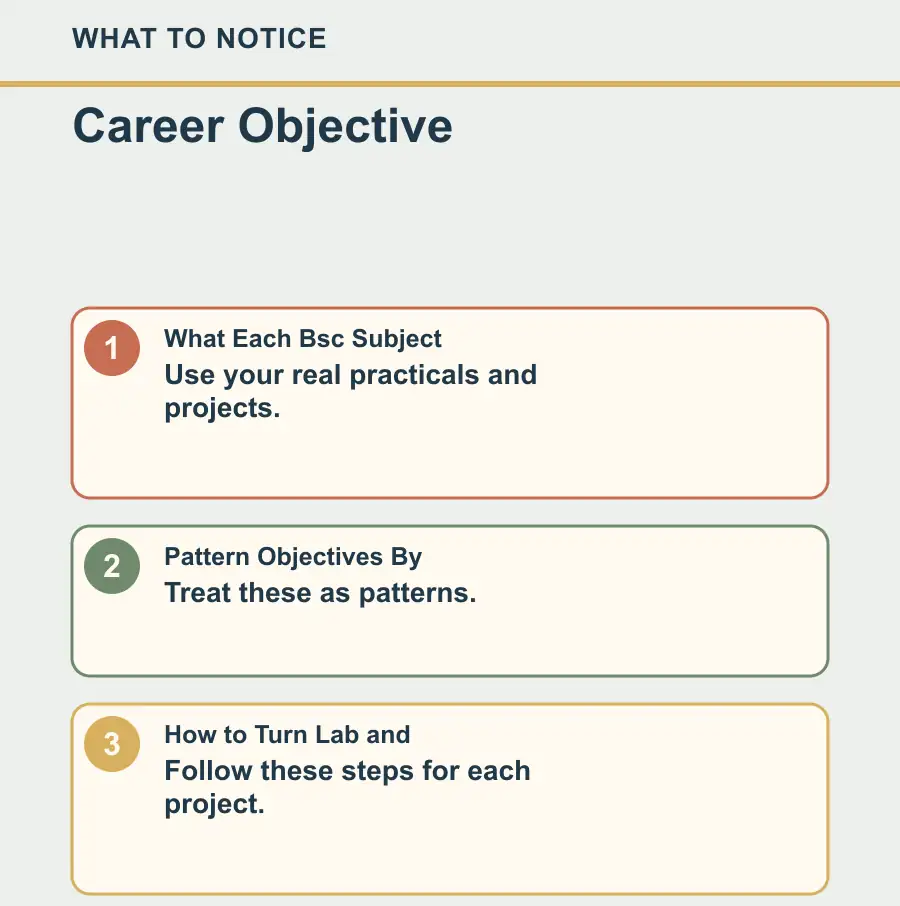 WHAT TO NOTICE
Career Objective
1
What Each Bsc Subject
Use your real practicals and
projects.
2
Pattern Objectives By
Treat these as patterns.
3
How to Turn Lab and
Follow these steps for each
project.